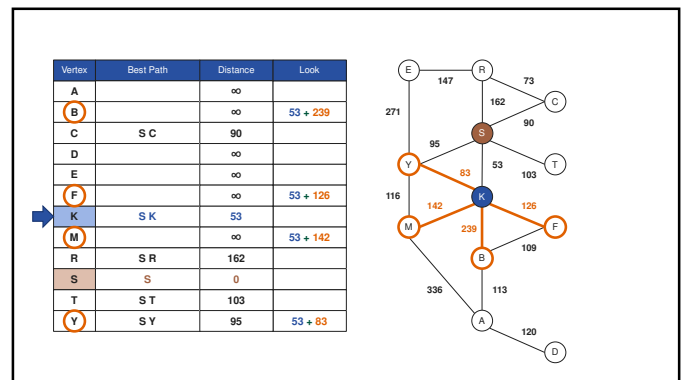 Vertex Best Path Distance Look
A ∞
B ∞ 53 + 239
C S C 90
D ∞
E ∞
F ∞ 53 + 126
K S K 53
M ∞ 53 + 142
R S R 162
S S 0
T S T 103
Y S Y 95 53 + 83
E R
147 73
C
271 162
90
S
95
53 T
Y 103
83
116 K
142 126
M 239 F
109
B
336 113
A
120
D